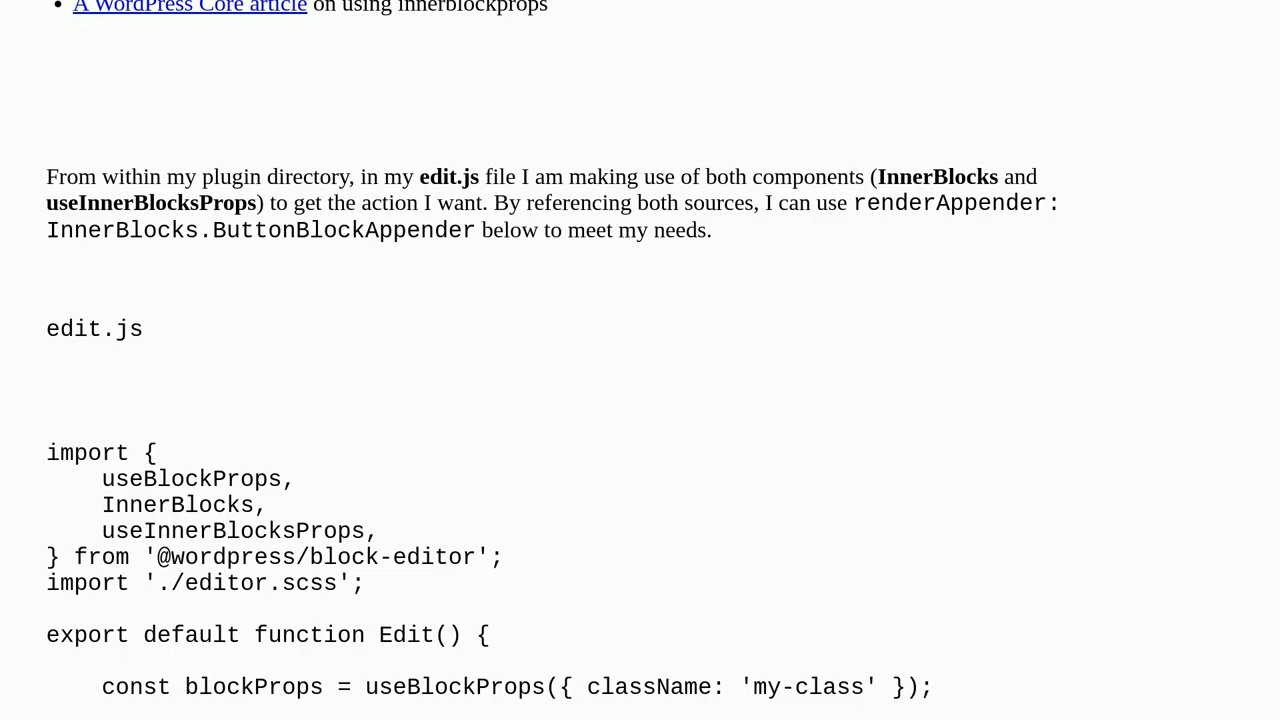 A WordPress Core article on using innerblockprops
From within my plugin directory, in my edit.js file I am making use of both components (InnerBlocks and
useInnerBlocksProps) to get the action I want. By referencing both sources, I can use renderAppender:
InnerBlocks.ButtonBlockAppender below to meet my needs.
edit.js
import {
    useBlockProps,
    InnerBlocks,
    useInnerBlocksProps,
} from '@wordpress/block-editor';
import './editor.scss';
export default function Edit() {
    const blockProps = useBlockProps({ className: 'my-class' });